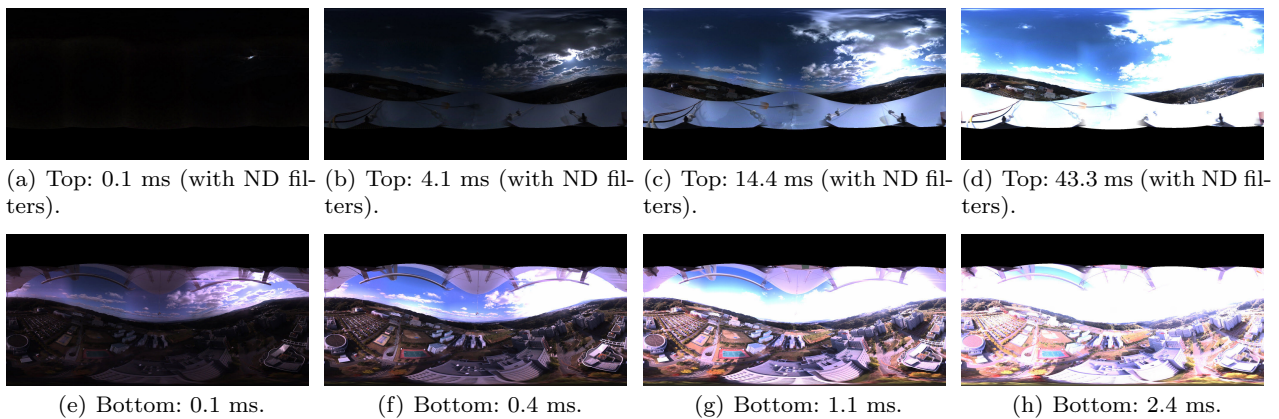 (a) Top: 0.1 ms (with ND fil-
ters).
(b) Top: 4.1 ms (with ND fil-
ters).
(c) Top: 14.4 ms (with ND fil-
ters).
(d) Top: 43.3 ms (with ND fil-
ters).
(e) Bottom: 0.1 ms.
(f) Bottom: 0.4 ms.
(g) Bottom: 1.1 ms.
(h) Bottom: 2.4 ms.